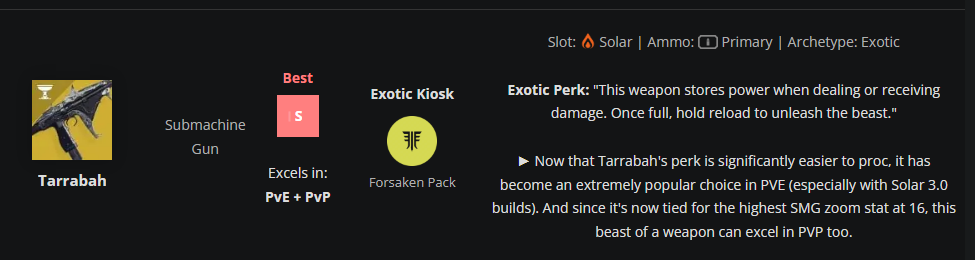 Slot: Solar | Ammo: Primary | Archetype: Exotic
Best
Exotic Perk: "This weapon stores power when dealing or receiving
damage. Once full, hold reload to unleash the beast."
Exotic Kiosk
S
Submachine
Gun
► Now that Tarrabah's perk is significantly easier to proc, it has
become an extremely popular choice in PVE (especially with Solar 3.0
builds). And since it's now tied for the highest SMG zoom stat at 16, this
beast of a weapon can excel in PVP too.
Tarrabah
Excels in:
PvE + PvP
Forsaken Pack